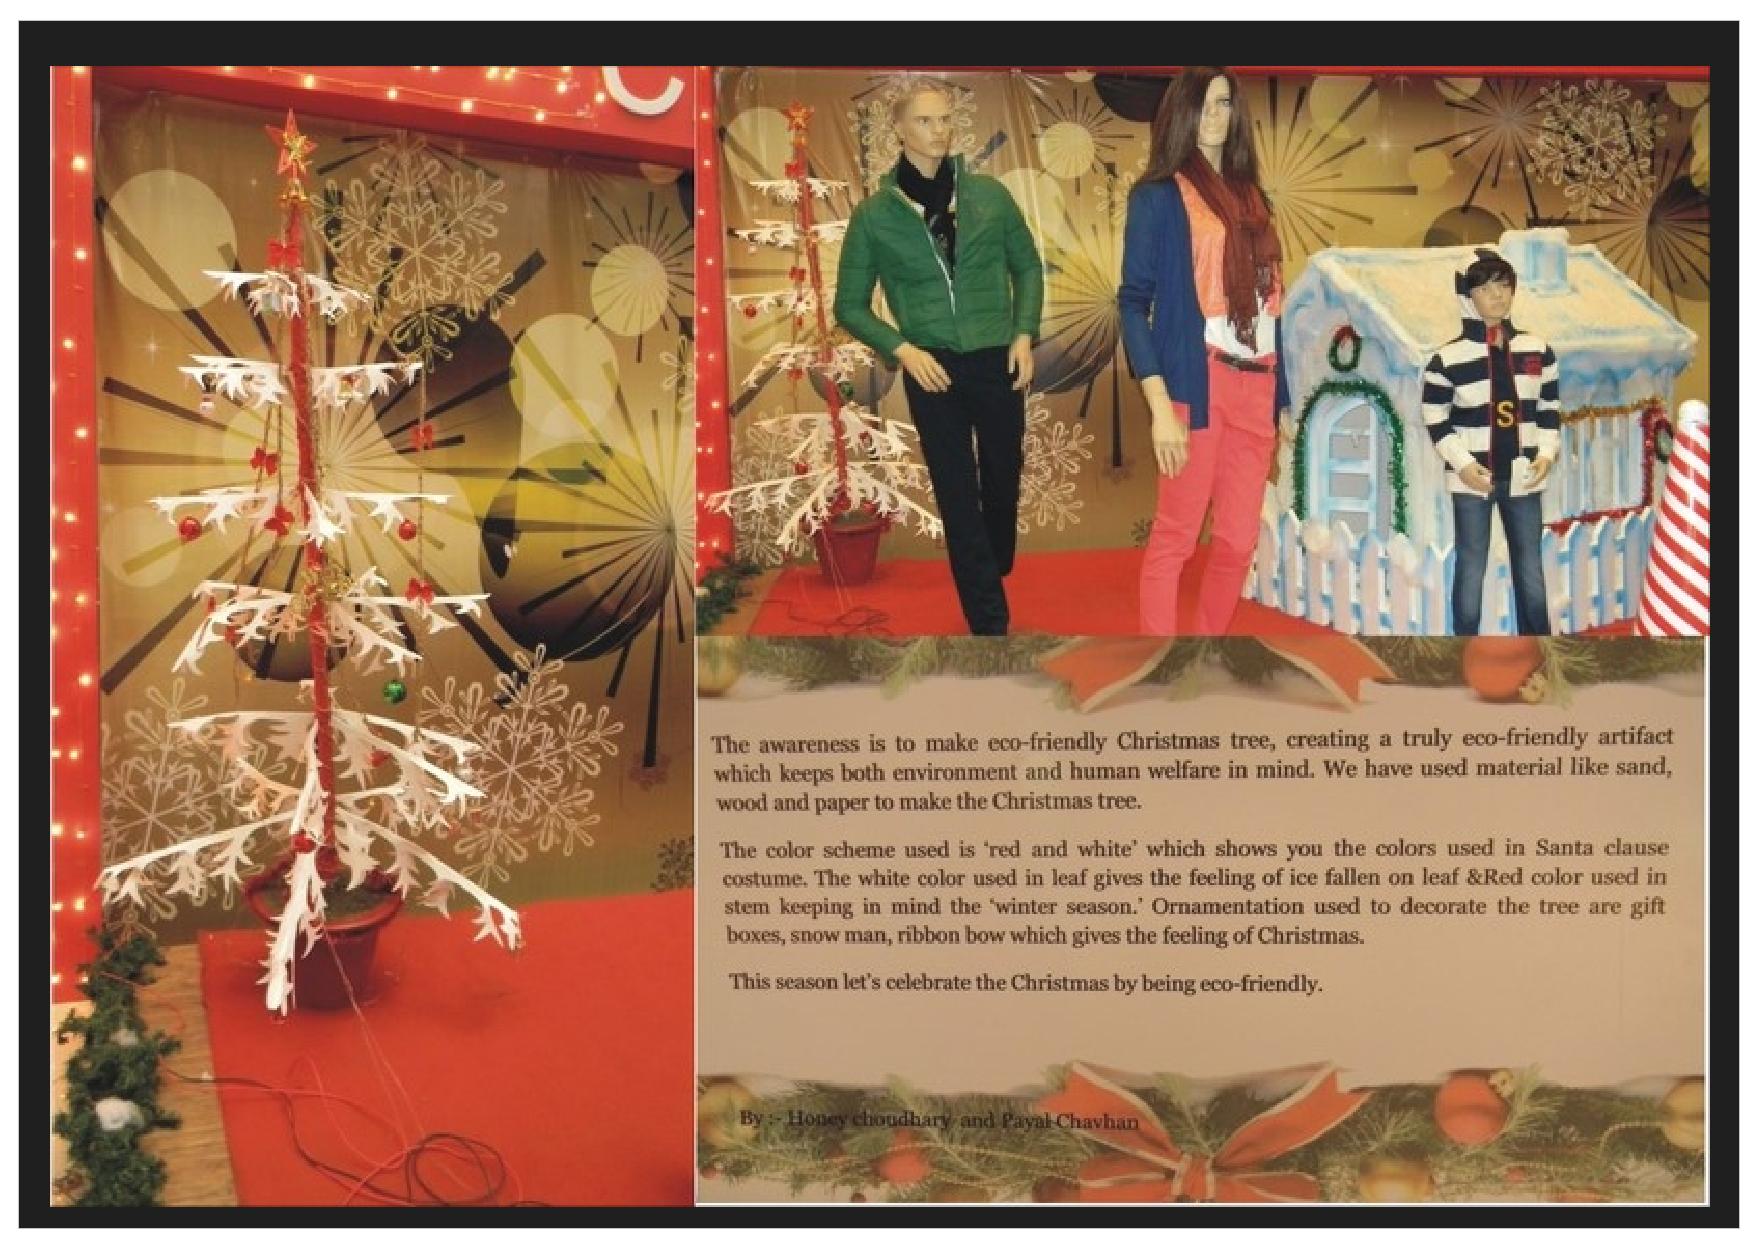 C
S
The awareness is to make eco-friendly Christmas tree, creating a truly eco-friendly artifact
which keeps both environment and human welfare in mind. We have used material like sand,
wood and paper to make the Christmas tree.
The color scheme used is ‘red and white’ which shows you the colors used in Santa clause
costume. The white color used in leaf gives the feeling of ice fallen on leaf &Red color used in
stem keeping in mind the ‘winter season.’ Ornamentation used to decorate the tree are gift
boxes, snow man, ribbon bow which gives the feeling of Christmas.
This season let’s celebrate the Christmas by being eco-friendly.
By :- Honey choudhary and Payal Chavhan